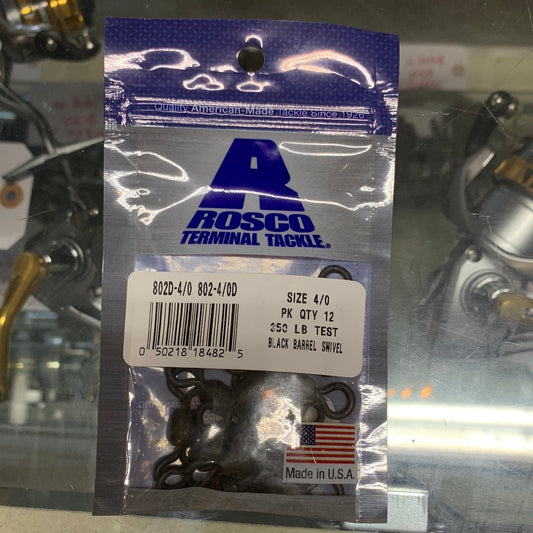 Quality American-Made Tackle Since 1926
R
ROSCO
TERMINAL TACKLE®
802D-4/0 802-4/0D
0 50218 18482 5
SIZE 4/0
PK QTY 12
350 LB TEST
BLACK BARREL SWIVEL
Made in U.S.A.